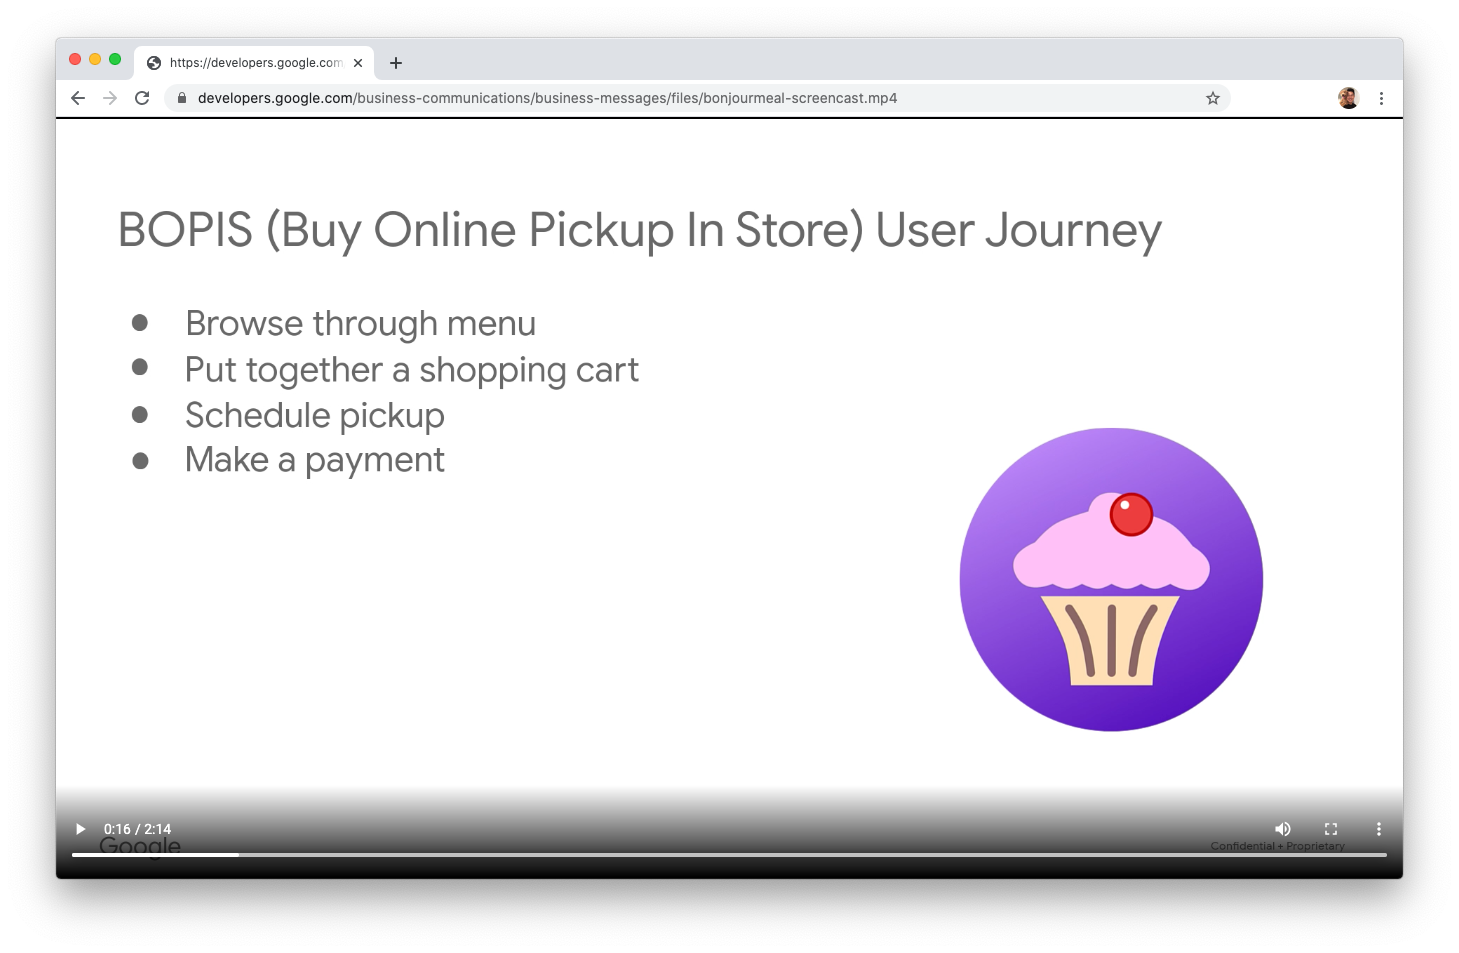 https://developers.google.com
developers.google.com/business-communications/business-messages/files/bonjourmeal-screencast.mp4
BOPIS (Buy Online Pickup In Store) User Journey
● Browse through menu
● Put together a shopping cart
● Schedule pickup
● Make a payment
0:16 / 2:14
Google
Confidential + Proprietary